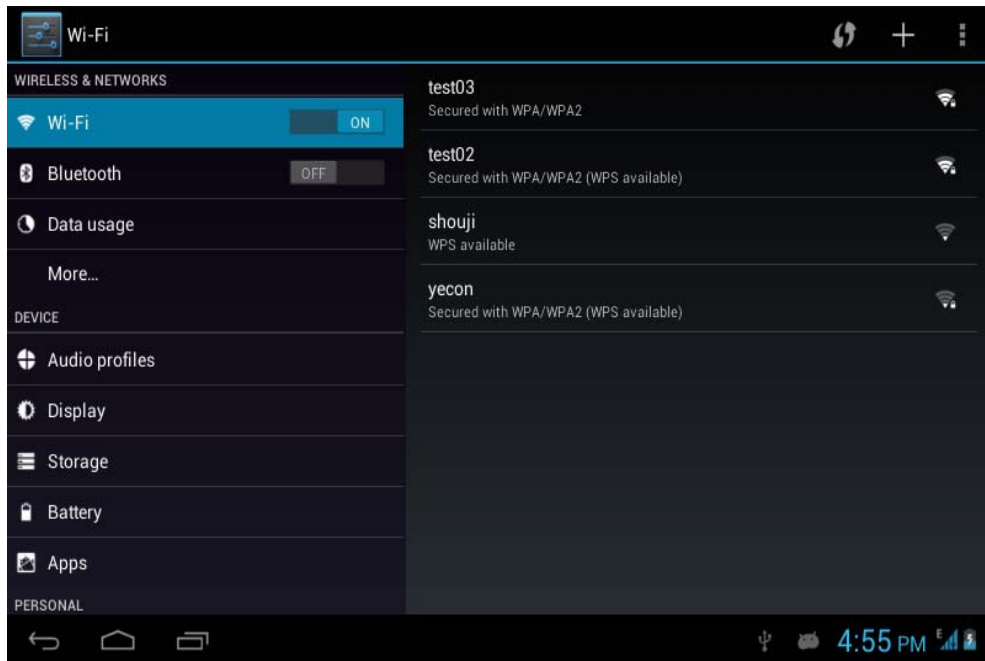 Wi-Fi
WIRELESS & NETWORKS
Wi-Fi ON
Bluetooth OFF
Data usage
More...
DEVICE
Audio profiles
Display
Storage
Battery
Apps
PERSONAL
test03
Secured with WPA/WPA2
test02
Secured with WPA/WPA2 (WPS available)
shouji
WPS available
yecon
Secured with WPA/WPA2 (WPS available)
4:55 PM E